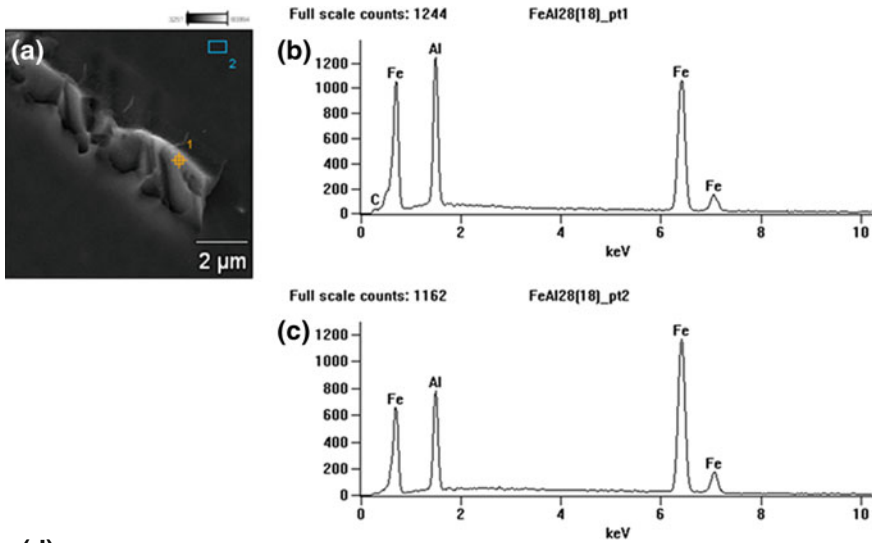 3251 60964
(a)
2
1
2 μm
Full scale counts: 1244 FeAl28(18)_pt1
(b)
1200
1000
800
600
400
200
0
C
Fe
Al
Fe
Fe
0 2 4 6 8 10
keV
Full scale counts: 1162 FeAl28(18)_pt2
(c)
1200
1000
800
600
400
200
0
Fe
Al
Fe
Fe
0 2 4 6 8 10
keV